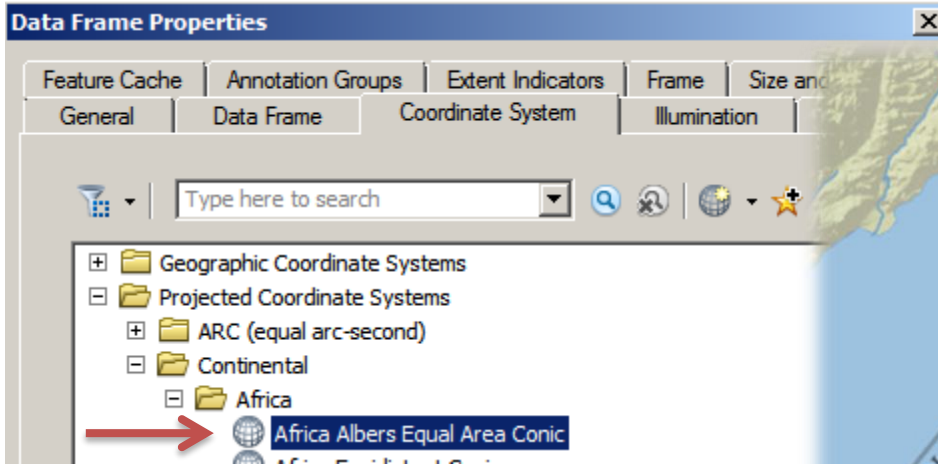 Data Frame Properties
Feature Cache Annotation Groups Extent Indicators Frame Size and
General Data Frame Coordinate System Illumination
Type here to search
Geographic Coordinate Systems
Projected Coordinate Systems
ARC (equal arc-second)
Continental
Africa
Africa Albers Equal Area Conic